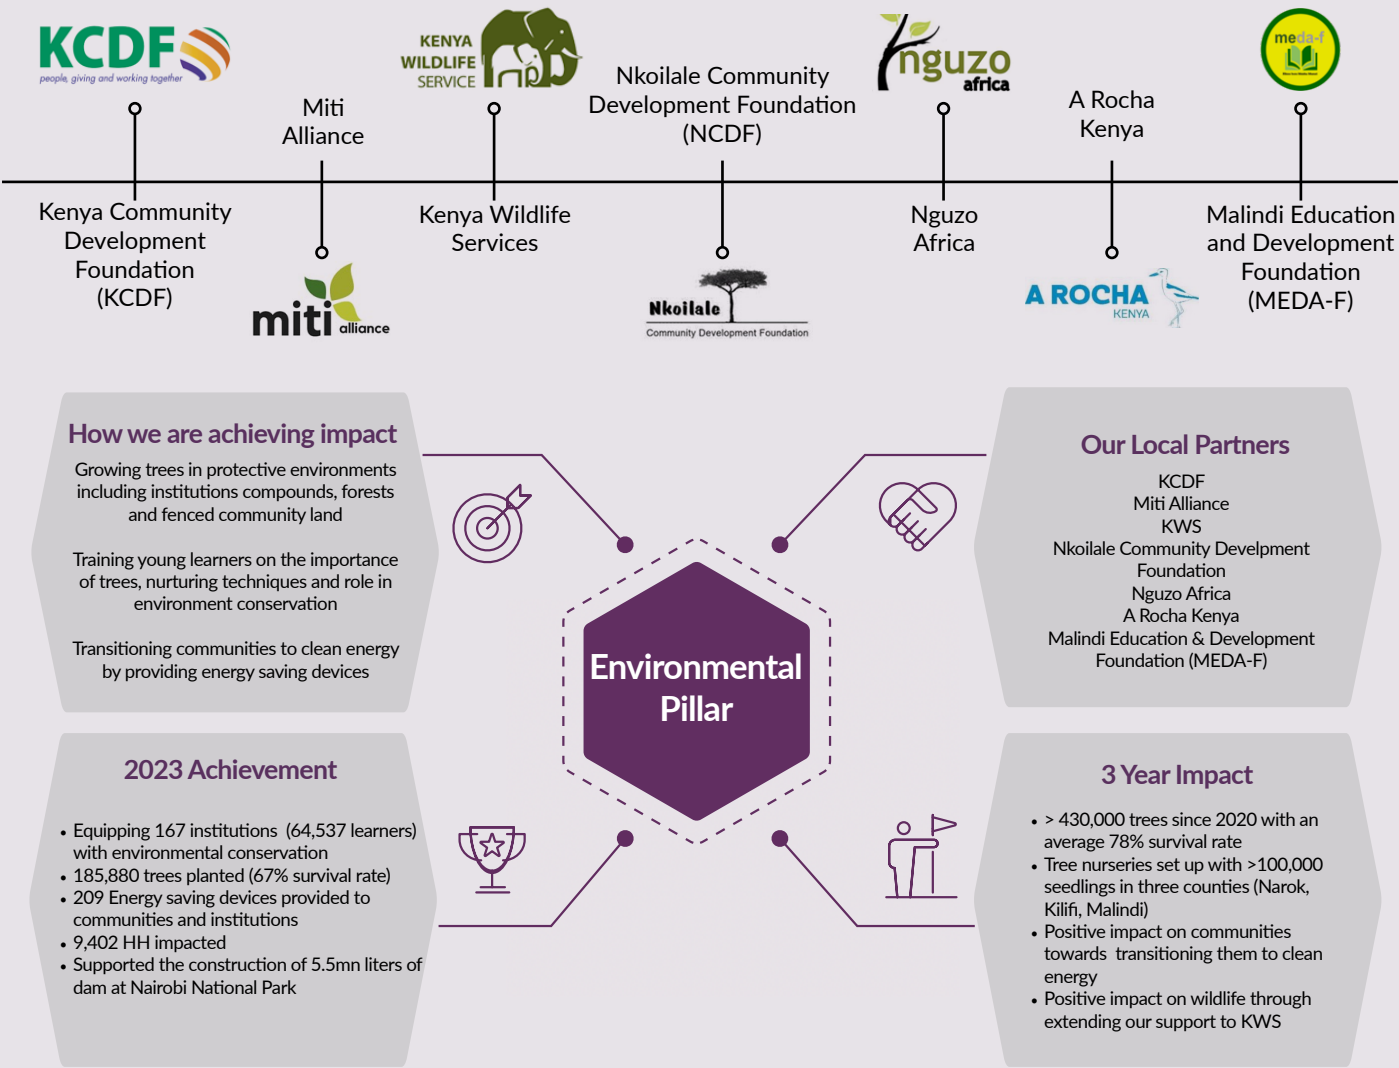 KCDF
people, giving and working together
KENYA
WILDLIFE
SERVICE
nguzo
africa
meda-f
Miti
Alliance
Nkoilale Community
Development Foundation
(NCDF)
A Rocha
Kenya
Kenya Community
Development
Foundation
(KCDF)
Kenya Wildlife
Services
Nguzo
Africa
Malindi Education
and Development
Foundation
(MEDA-F)
miti alliance
Nkoilale
Community Development Foundation
A ROCHA
KENYA
How we are achieving impact
Growing trees in protective environments
including institutions compounds, forests
and fenced community land
Training young learners on the importance
of trees, nurturing techniques and role in
environment conservation
Transitioning communities to clean energy
by providing energy saving devices
Our Local Partners
KCDF
Miti Alliance
KWS
Nkoilale Community Develpment
Foundation
Nguzo Africa
A Rocha Kenya
Malindi Education & Development
Foundation (MEDA-F)
Environmental
Pillar
2023 Achievement
• Equipping 167 institutions (64,537 learners)
with environmental conservation
• 185,880 trees planted (67% survival rate)
• 209 Energy saving devices provided to
communities and institutions
• 9,402 HH impacted
• Supported the construction of 5.5mn liters of
dam at Nairobi National Park
3 Year Impact
• > 430,000 trees since 2020 with an
average 78% survival rate
• Tree nurseries set up with >100,000
seedlings in three counties (Narok,
Kilifi, Malindi)
• Positive impact on communities
towards transitioning them to clean
energy
• Positive impact on wildlife through
extending our support to KWS